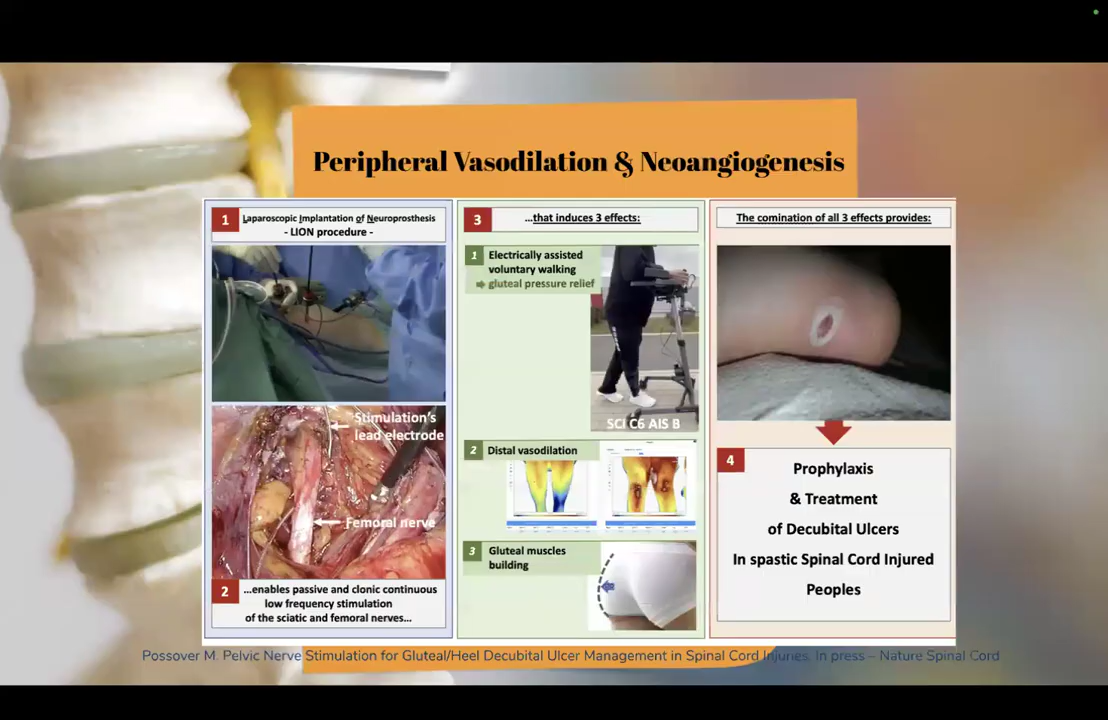 Peripheral Vasodilation & Neoangiogenesis
1
Laparoscopic Implantation of Neuroprosthesis
- LION procedure -
Stimulation's
lead electrode
Femoral nerve
2
...enables passive and clonic continuous
low frequency stimulation
of the sciatic and femoral nerves...
3
...that induces 3 effects:
1
Electrically assisted
voluntary walking
➡ gluteal pressure relief
SCI C6 AIS B
2
Distal vasodilation
3
Gluteal muscles
building
The comination of all 3 effects provides:
4
Prophylaxis
& Treatment
of Decubital Ulcers
In spastic Spinal Cord Injured
Peoples
Possover M. Pelvic Nerve Stimulation for Gluteal/Heel Decubital Ulcer Management in Spinal Cord Injuries. In press – Nature Spinal Cord